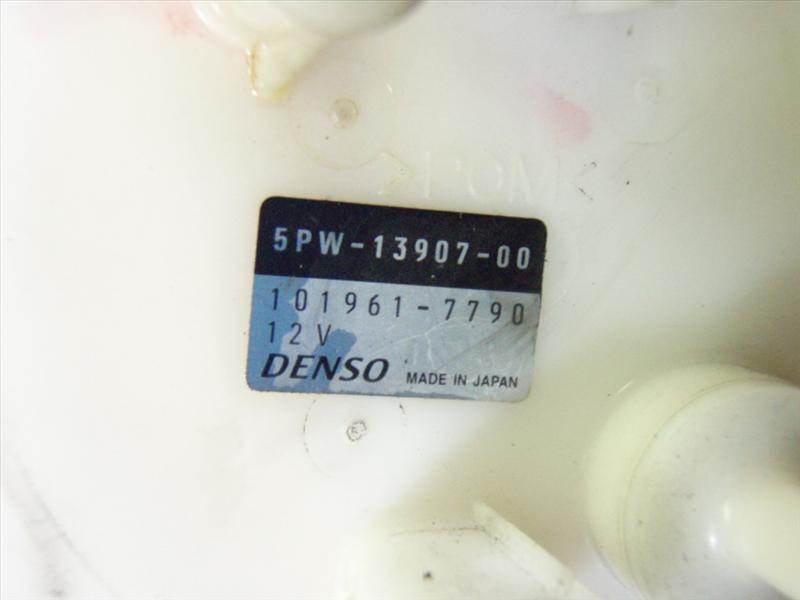 >POM<
5PW-13907-00
101961-7790
12V
DENSO MADE IN JAPAN